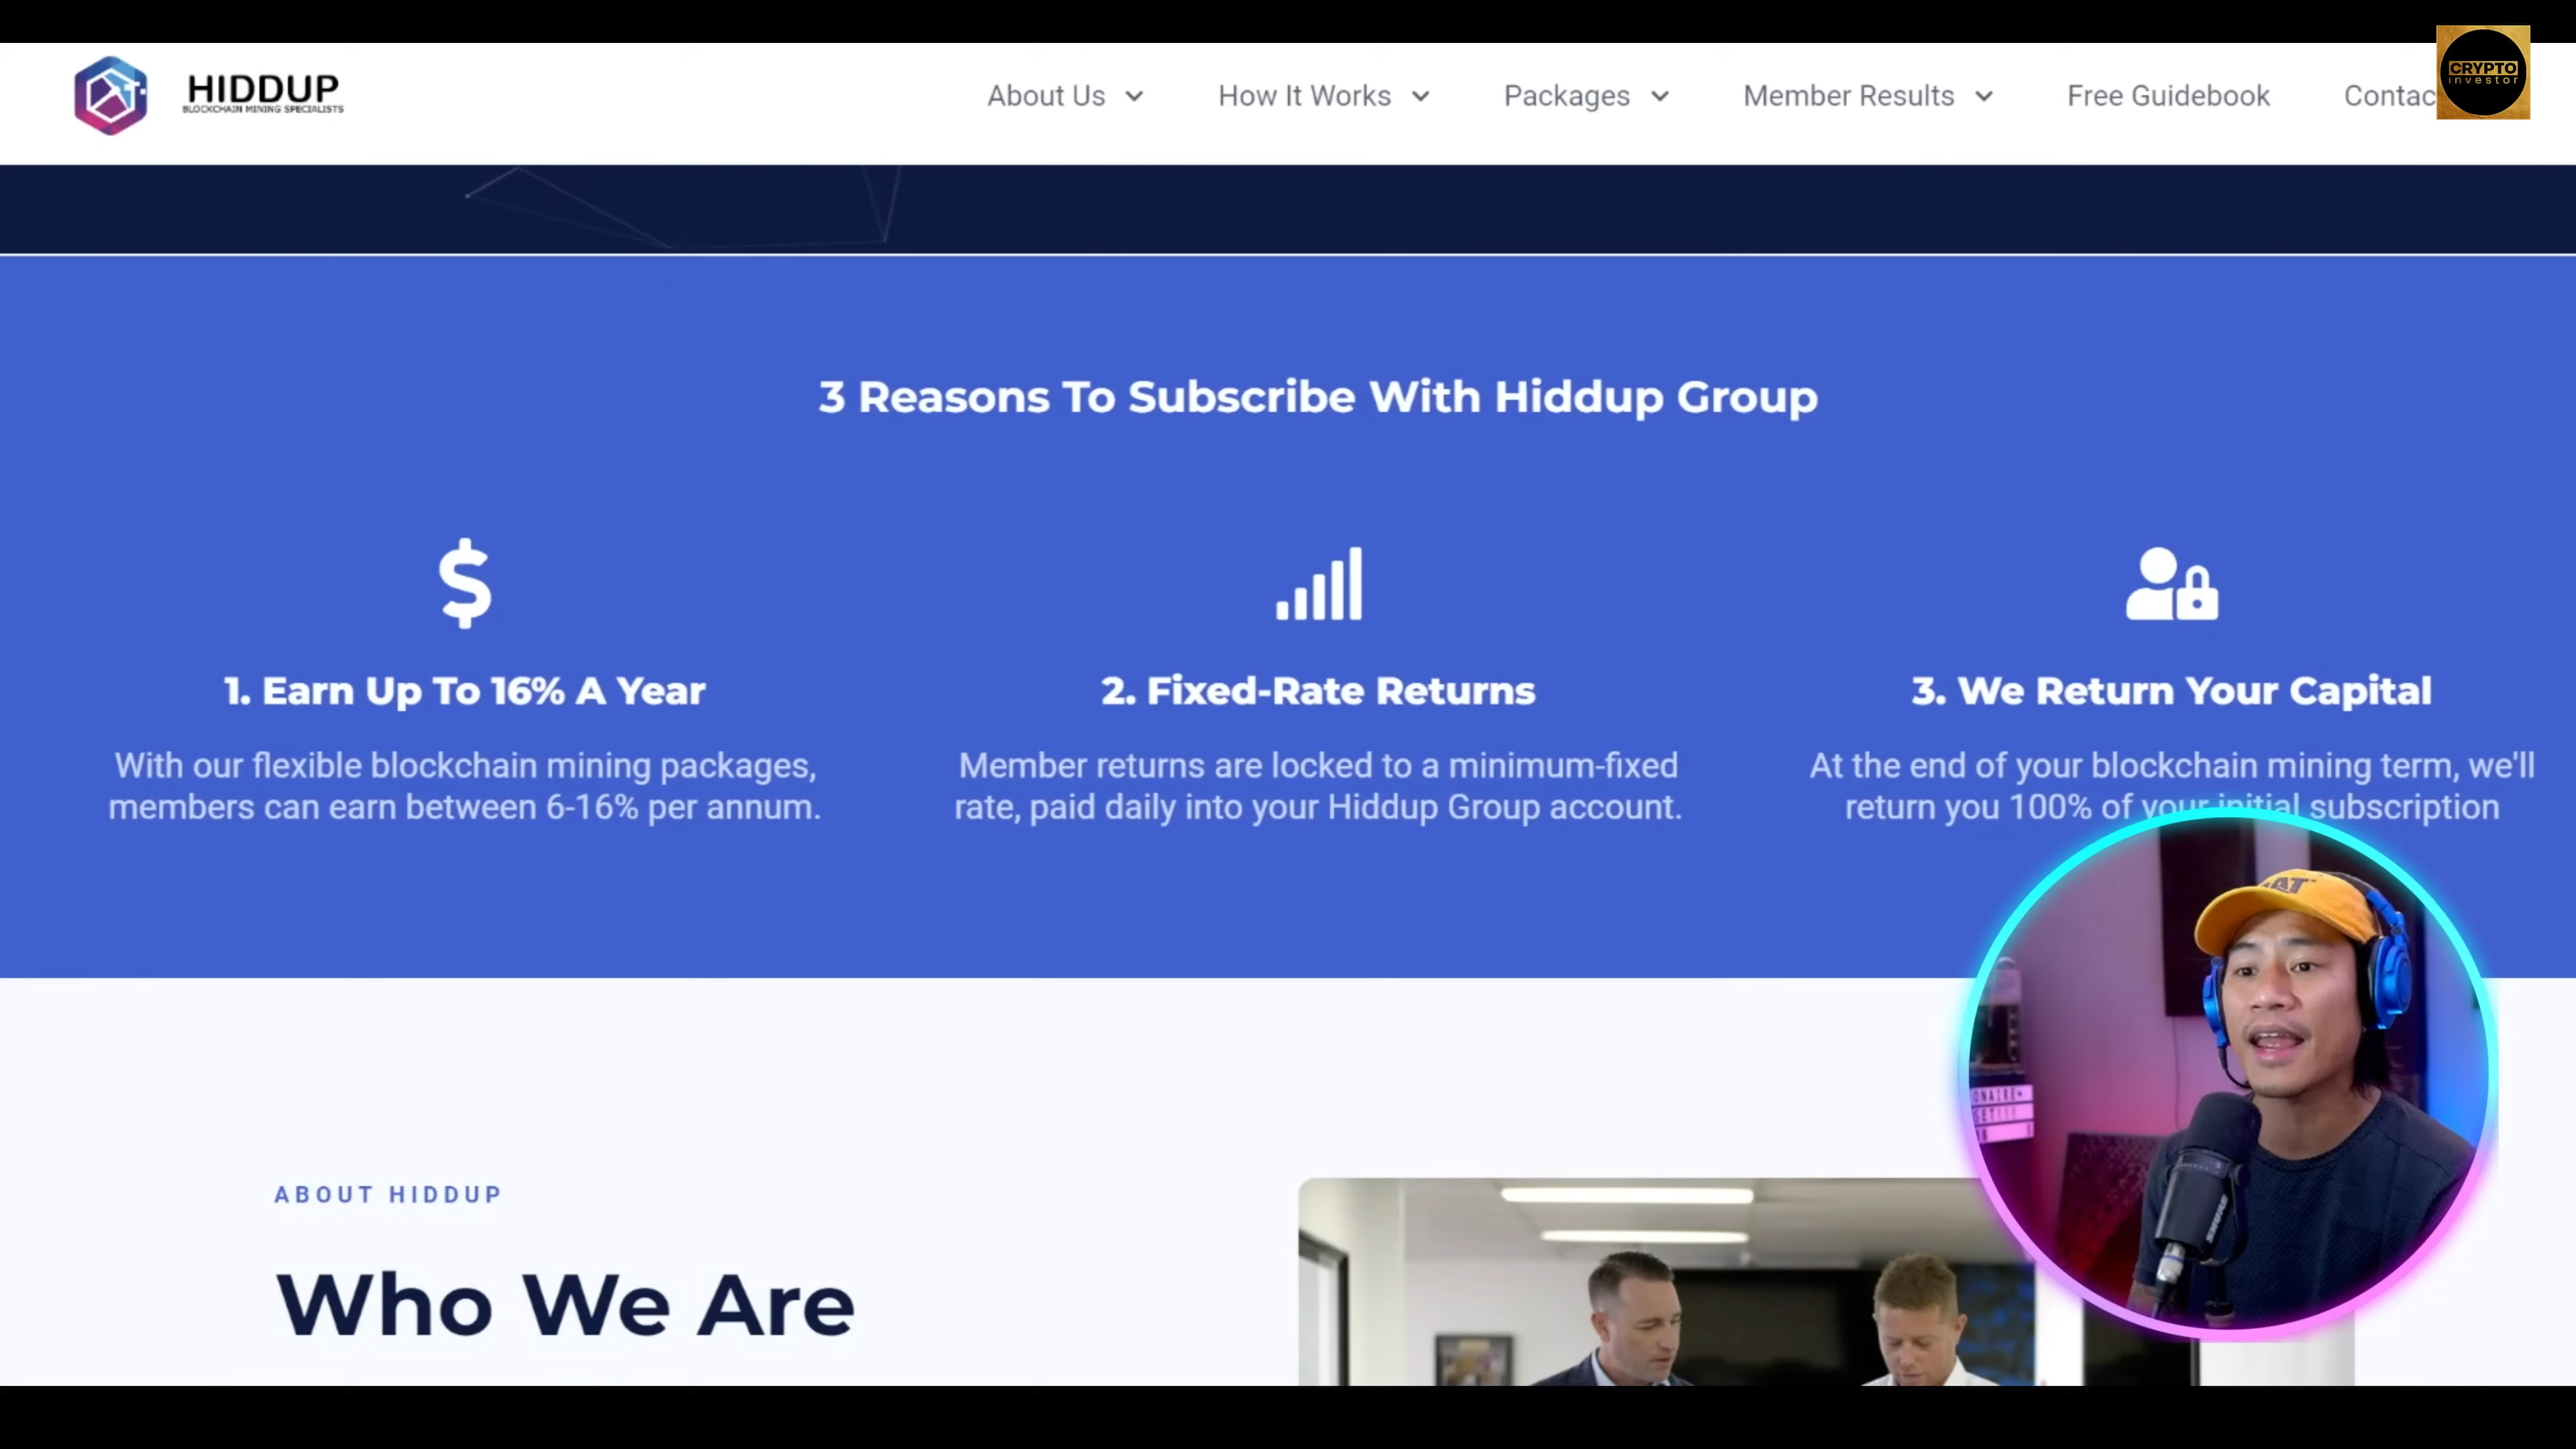 HIDDUP
BLOCKCHAIN MINING SPECIALISTS
About Us
How It Works
Packages
Member Results
Free Guidebook
Contac
CRYPTO
investor
3 Reasons To Subscribe With Hiddup Group
1. Earn Up To 16% A Year
With our flexible blockchain mining packages,
members can earn between 6-16% per annum.
2. Fixed-Rate Returns
Member returns are locked to a minimum-fixed
rate, paid daily into your Hiddup Group account.
3. We Return Your Capital
At the end of your blockchain mining term, we'll
return you 100% of your initial subscription
ABOUT HIDDUP
Who We Are